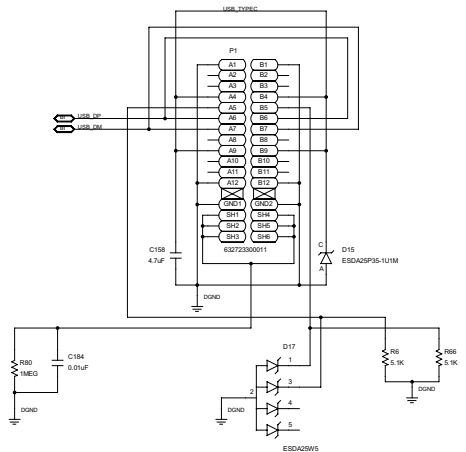 USB_TYPEC
P1
A1 B1
A2 B2
A3 B3
A4 B4
A5 B5
USB_DP
A6 B6
USB_DM
A7 B7
A8 B8
A9 B9
A10 B10
A11 B11
A12 B12
GND1 GND2
SH1 SH4
SH2 SH5
SH3 SH6
632723300011
C158
4.7uF
C
D15
A
ESDA25P35-1U1M
DGND
R80
1MEG
C184
0.01uF
DGND
D17
1
3
2
4
5
DGND
ESDA25W5
R6
5.1K
R66
5.1K
DGND